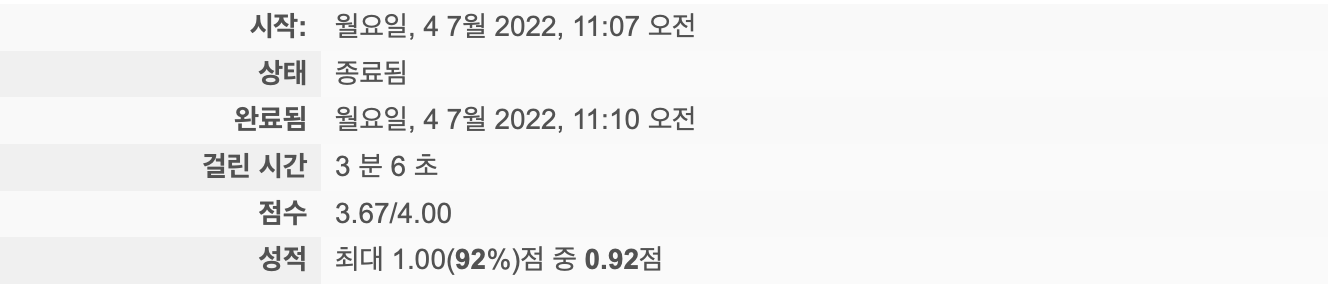 시작: 월요일, 4 7월 2022, 11:07 오전
상태 종료됨
완료됨 월요일, 4 7월 2022, 11:10 오전
걸린 시간 3 분 6 초
점수 3.67/4.00
성적 최대 1.00(92%)점 중 0.92점